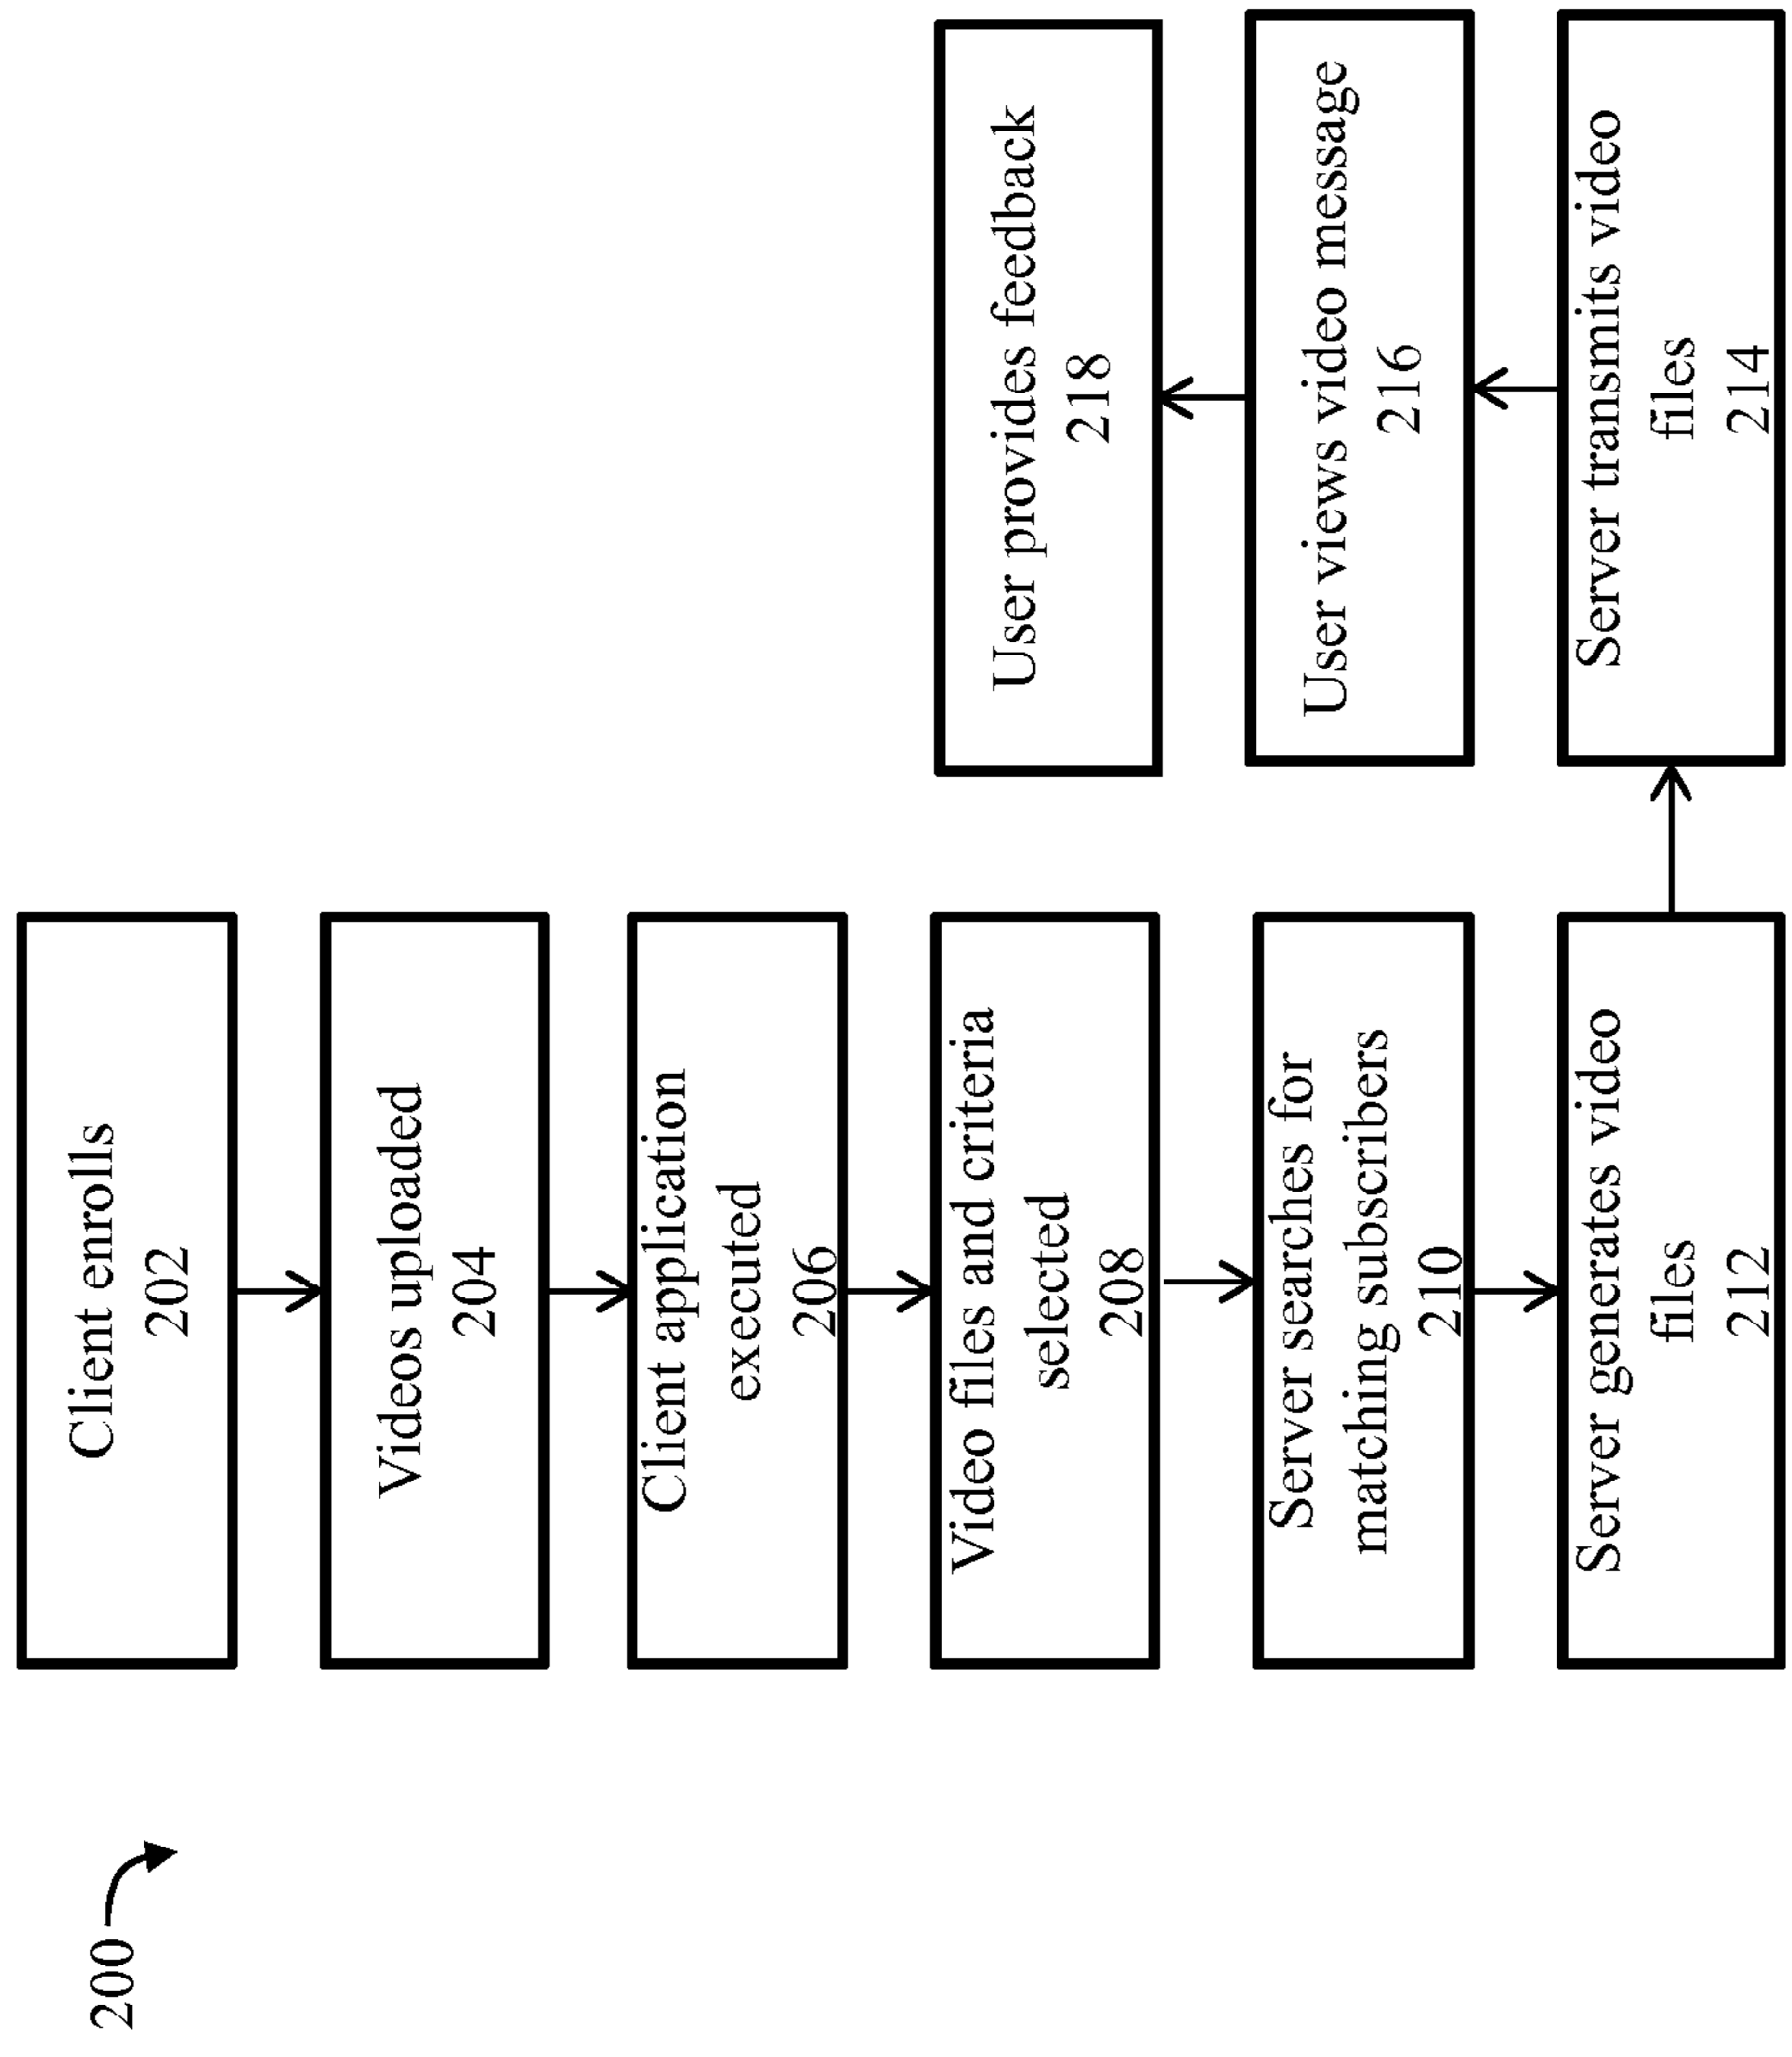 200
Client enrolls
202
Videos uploaded
204
Client application
executed
206
Video files and criteria
selected
208
Server searches for
matching subscribers
210
Server generates video
files
212
Server transmits video
files
214
User views video message
216
User provides feedback
218